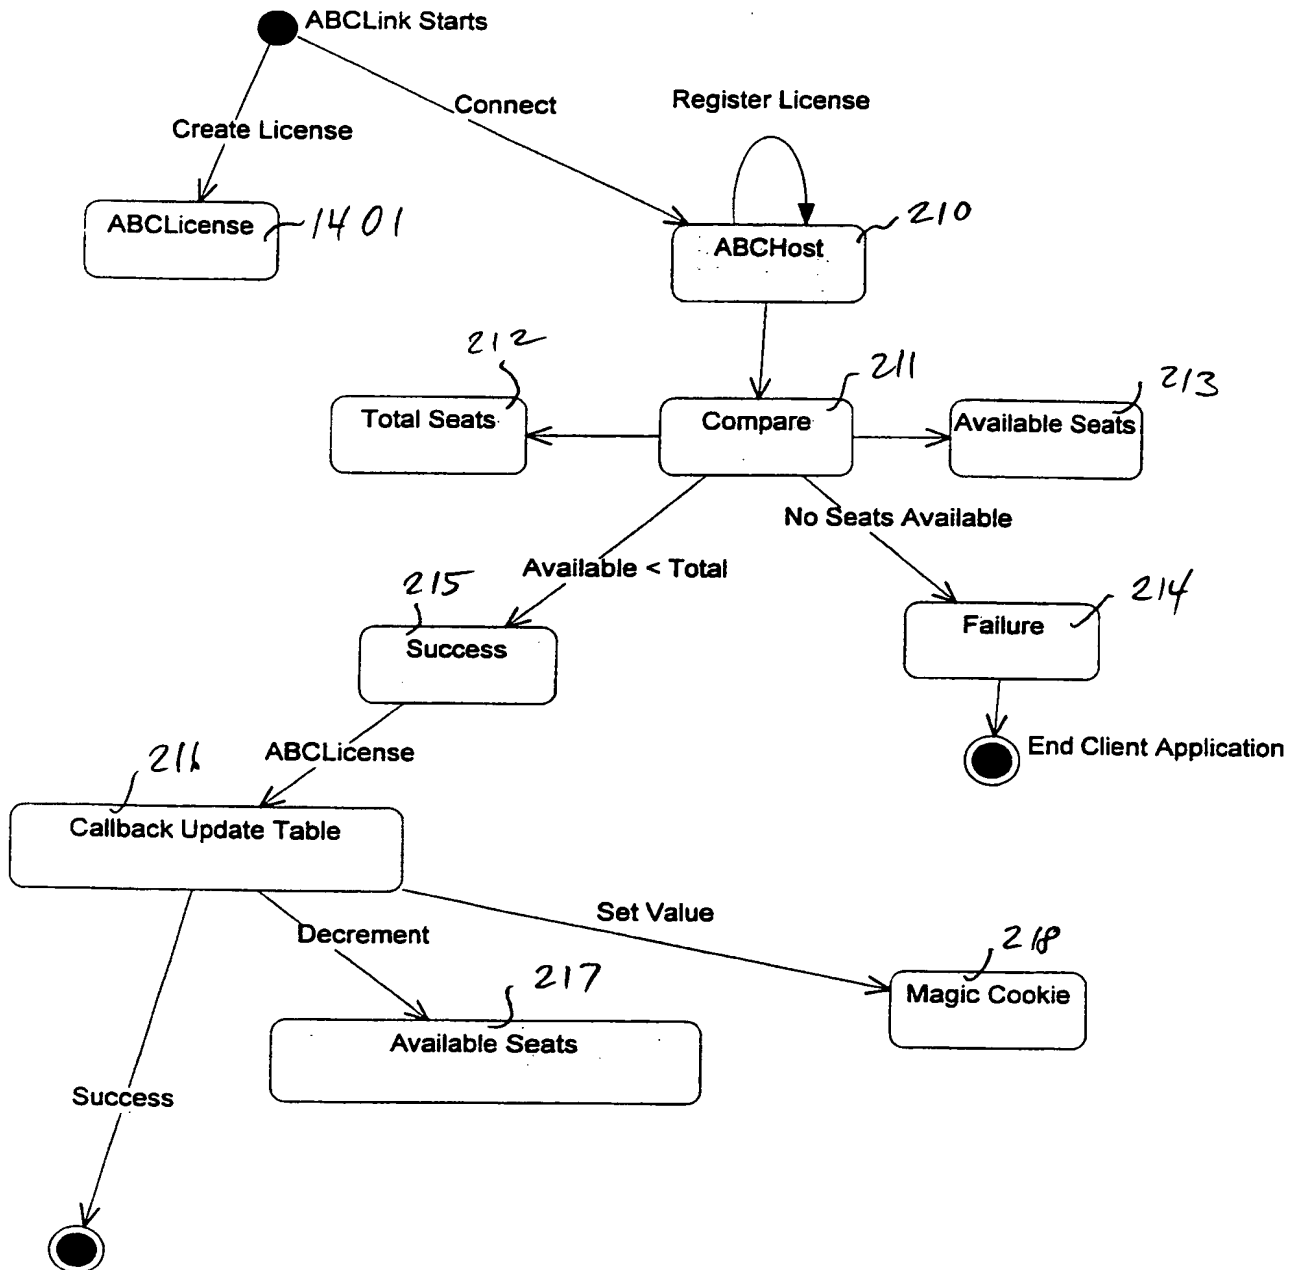 ABCLink Starts
Connect
Register License
Create License
ABCLicense
1401
210
ABCHost
212
211
213
Total Seats
Compare
Available Seats
No Seats Available
Available < Total
215
214
Success
Failure
ABCLicense
End Client Application
216
Callback Update Table
Set Value
Decrement
218
217
Magic Cookie
Available Seats
Success